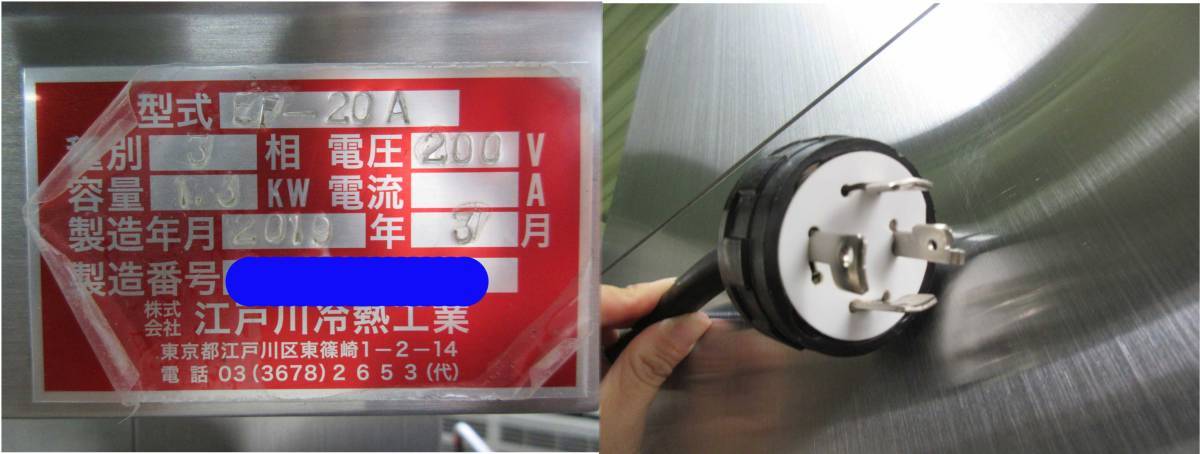 型式 EF-20A
種別 3 相 電圧 200 V
容量 1.3 KW 電流 A
製造年月 2019 年 3 月
製造番号
株式会社 江戸川冷熱工業
東京都江戸川区東篠崎1-2-14
電話 03(3678)2653(代)